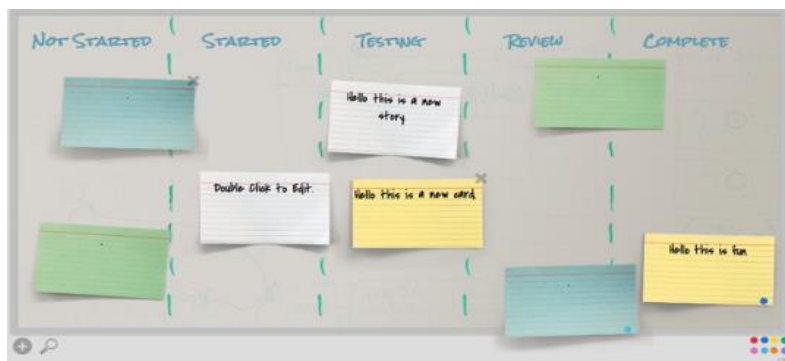 NOT STARTED
STARTED
TESTING
REVIEW
COMPLETE
Hello this is a new
story
Double Click to Edit.
Hello this is a new card.
Hello this is fun